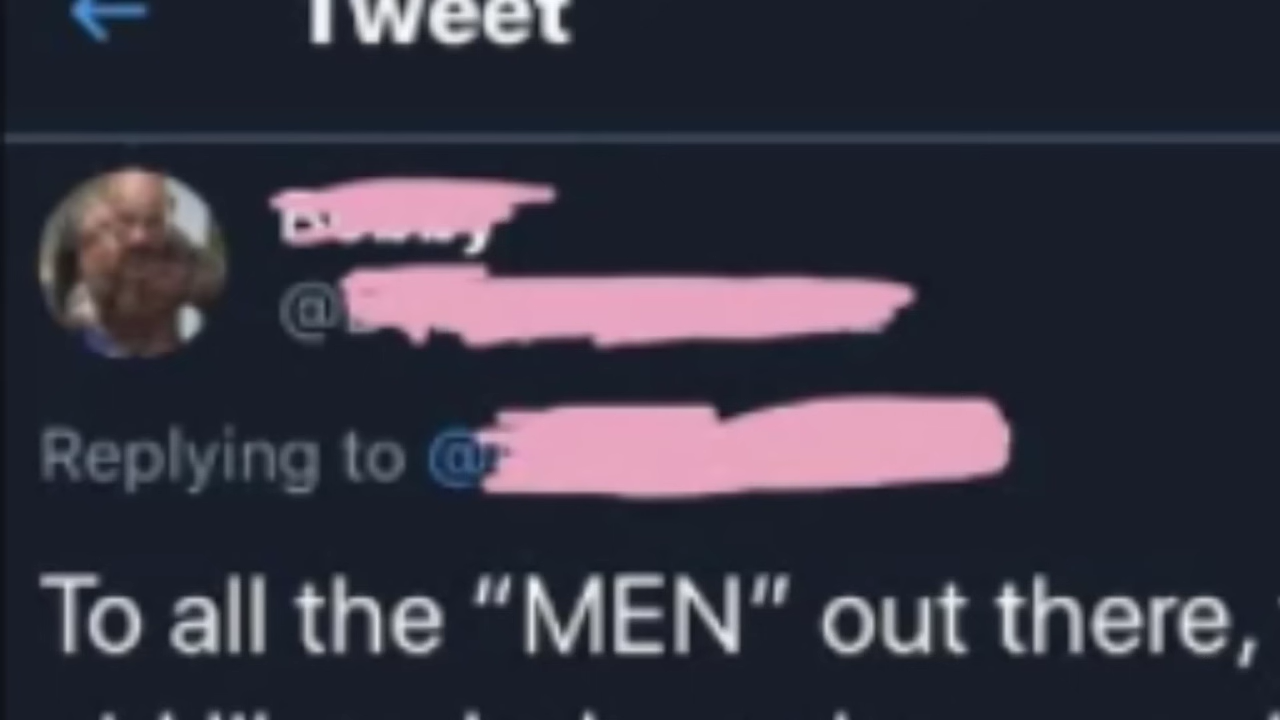 Tweet
@
Replying to @
To all the “MEN” out there,